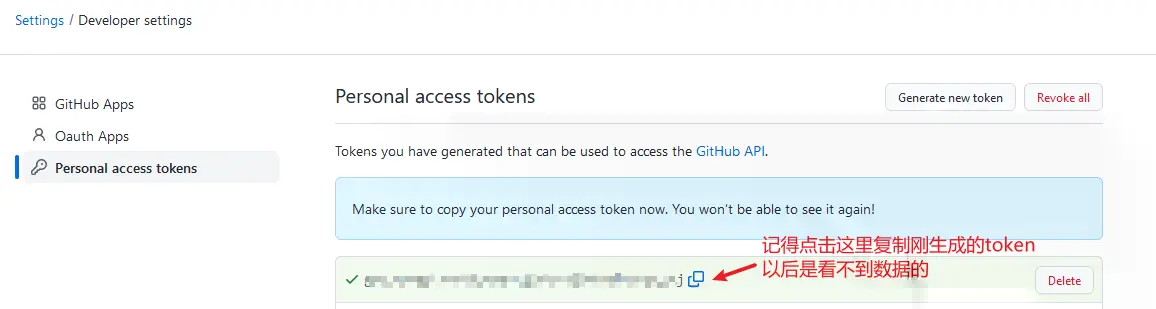 Settings / Developer settings
GitHub Apps
Oauth Apps
Personal access tokens
Personal access tokens
Generate new token
Revoke all
Tokens you have generated that can be used to access the GitHub API.
Make sure to copy your personal access token now. You won't be able to see it again!
记得点击这里复制刚生成的token
以后是看不到数据的
Delete